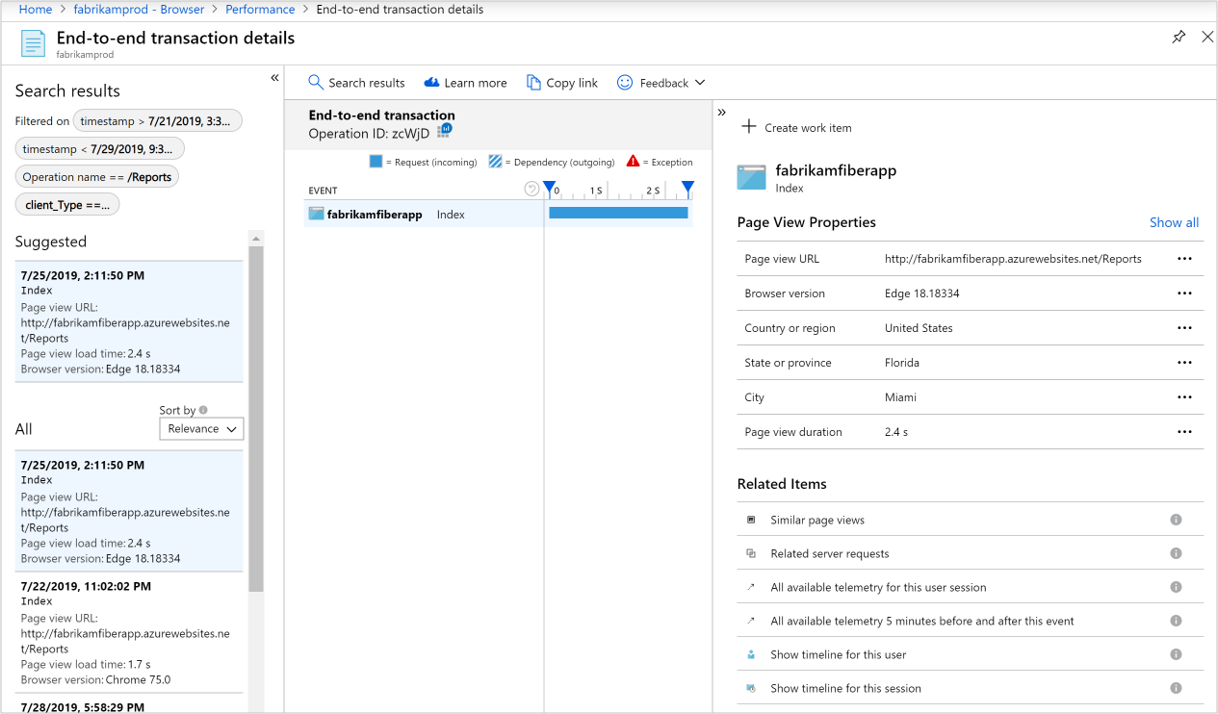 Home > fabrikamprod - Browser > Performance > End-to-end transaction details
End-to-end transaction details
fabrikamprod
«
Search results
Filtered on timestamp > 7/21/2019, 3:3...
timestamp < 7/29/2019, 9:3...
Operation name == /Reports
client_Type ==...
Suggested
7/25/2019, 2:11:50 PM
Index
Page view URL:
http://fabrikamfiberapp.azurewebsites.ne
t/Reports
Page view load time: 2.4 s
Browser version: Edge 18.18334
Sort by
All
Relevance
7/25/2019, 2:11:50 PM
Index
Page view URL:
http://fabrikamfiberapp.azurewebsites.ne
t/Reports
Page view load time: 2.4 s
Browser version: Edge 18.18334
7/22/2019, 11:02:02 PM
Index
Page view URL:
http://fabrikamfiberapp.azurewebsites.ne
t/Reports
Page view load time: 1.7 s
Browser version: Chrome 75.0
7/28/2019, 5:58:29 PM
Search results Learn more Copy link Feedback
End-to-end transaction
Operation ID: zcWjD
= Request (incoming) = Dependency (outgoing) = Exception
EVENT 0 1 S 2 S
fabrikamfiberapp Index
»
Create work item
fabrikamfiberapp
Index
Page View Properties Show all
Page view URL http://fabrikamfiberapp.azurewebsites.net/Reports
Browser version Edge 18.18334
Country or region United States
State or province Florida
City Miami
Page view duration 2.4 s
Related Items
Similar page views
Related server requests
All available telemetry for this user session
All available telemetry 5 minutes before and after this event
Show timeline for this user
Show timeline for this session